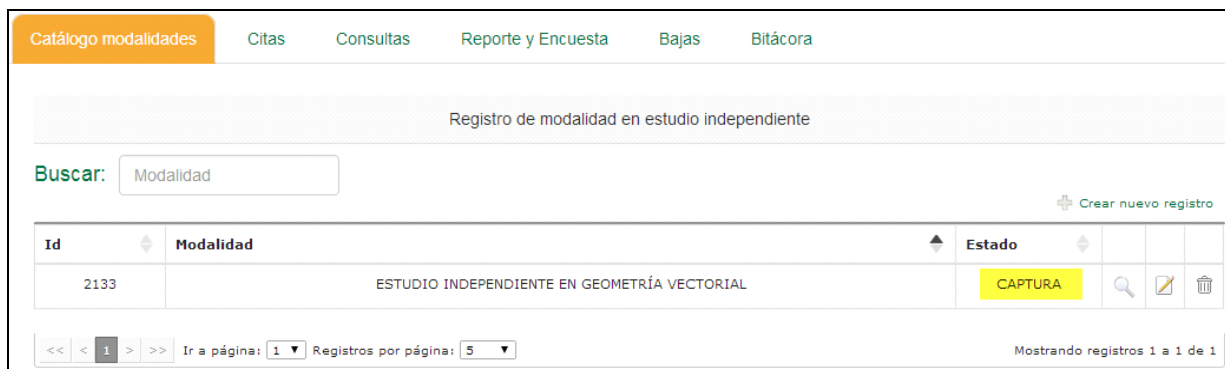 Catálogo modalidades Citas Consultas Reporte y Encuesta Bajas Bitácora
Registro de modalidad en estudio independiente
Buscar: Modalidad
Crear nuevo registro
Id Modalidad Estado
2133 ESTUDIO INDEPENDIENTE EN GEOMETRÍA VECTORIAL CAPTURA
<< < 1 > >> Ir a página: 1 Registros por página: 5 Mostrando registros 1 a 1 de 1